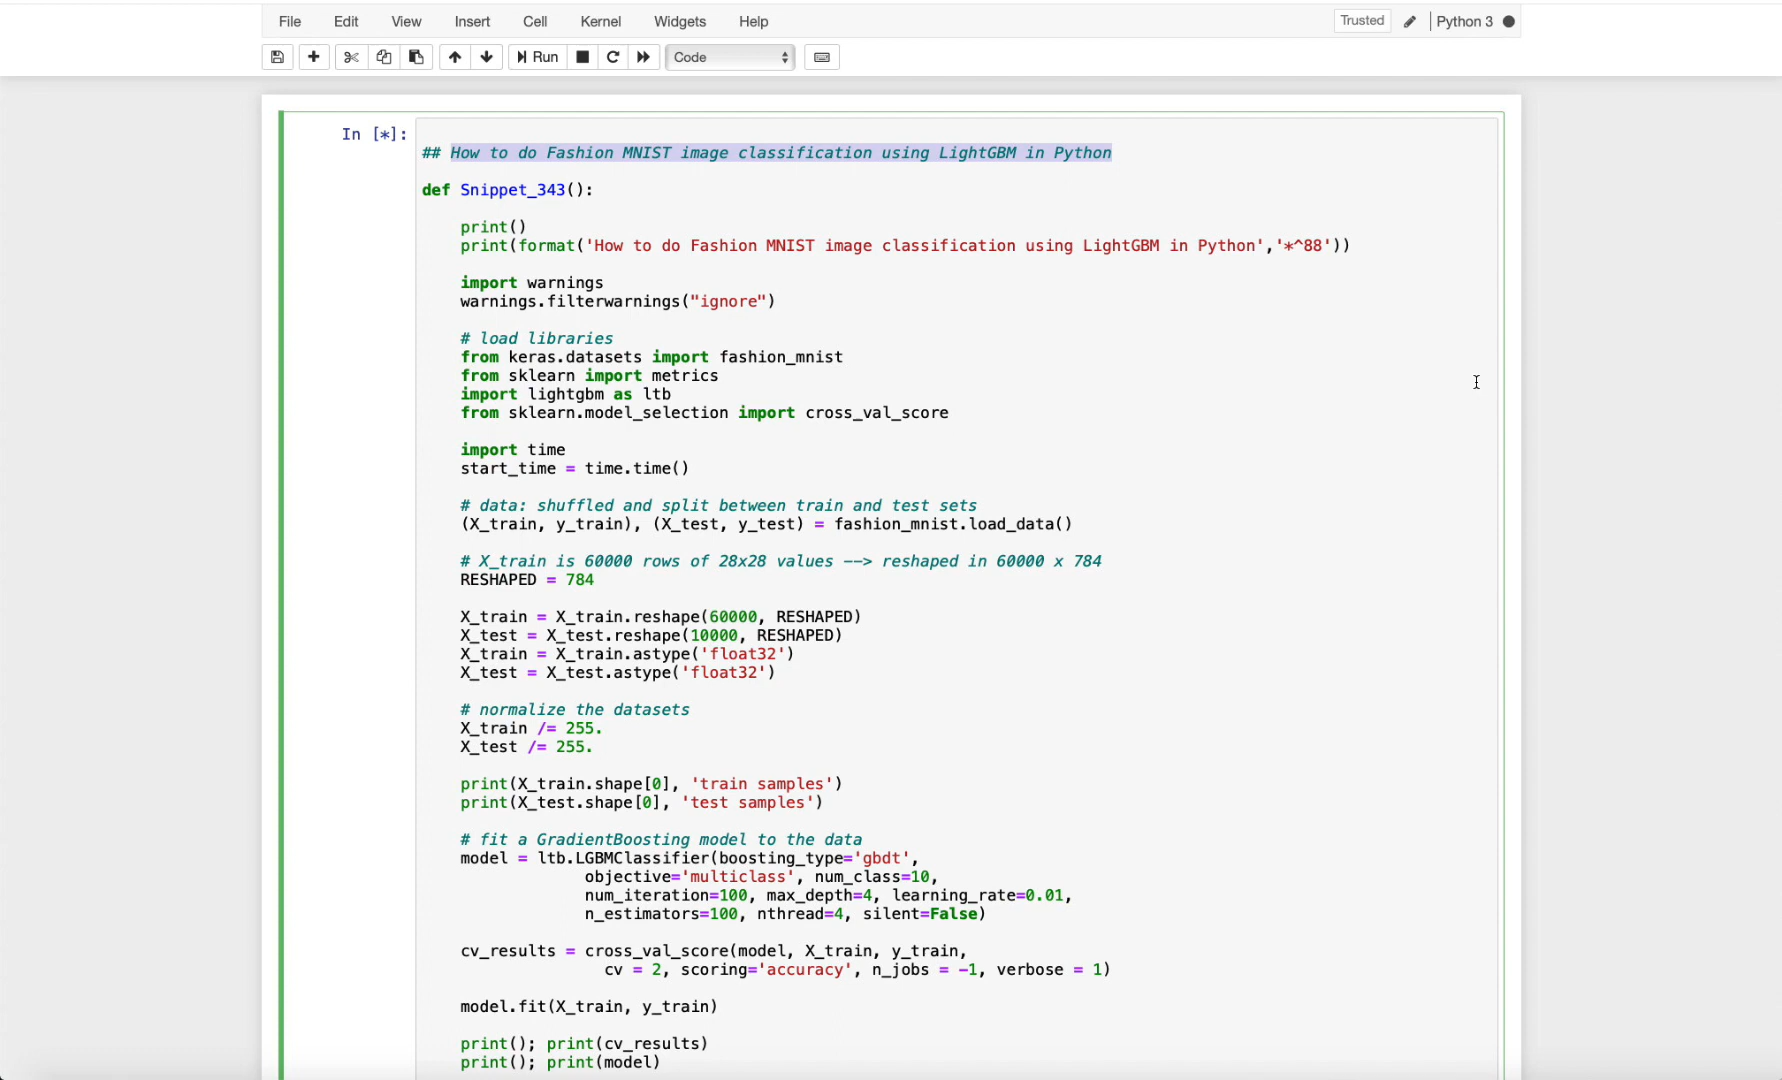 File Edit View Insert Cell Kernel Widgets Help Trusted Python 3
Run Code
In [*]:
## How to do Fashion MNIST image classification using LightGBM in Python
def Snippet_343():
print()
print(format('How to do Fashion MNIST image classification using LightGBM in Python','*^88'))
import warnings
warnings.filterwarnings("ignore")
# load libraries
from keras.datasets import fashion_mnist
from sklearn import metrics
import lightgbm as ltb
from sklearn.model_selection import cross_val_score
import time
start_time = time.time()
# data: shuffled and split between train and test sets
(X_train, y_train), (X_test, y_test) = fashion_mnist.load_data()
# X_train is 60000 rows of 28x28 values --> reshaped in 60000 x 784
RESHAPED = 784
X_train = X_train.reshape(60000, RESHAPED)
X_test = X_test.reshape(10000, RESHAPED)
X_train = X_train.astype('float32')
X_test = X_test.astype('float32')
# normalize the datasets
X_train /= 255.
X_test /= 255.
print(X_train.shape[0], 'train samples')
print(X_test.shape[0], 'test samples')
# fit a GradientBoosting model to the data
model = ltb.LGBMClassifier(boosting_type='gbdt',
objective='multiclass', num_class=10,
num_iteration=100, max_depth=4, learning_rate=0.01,
n_estimators=100, nthread=4, silent=False)
cv_results = cross_val_score(model, X_train, y_train,
cv = 2, scoring='accuracy', n_jobs = -1, verbose = 1)
model.fit(X_train, y_train)
print(); print(cv_results)
print(); print(model)